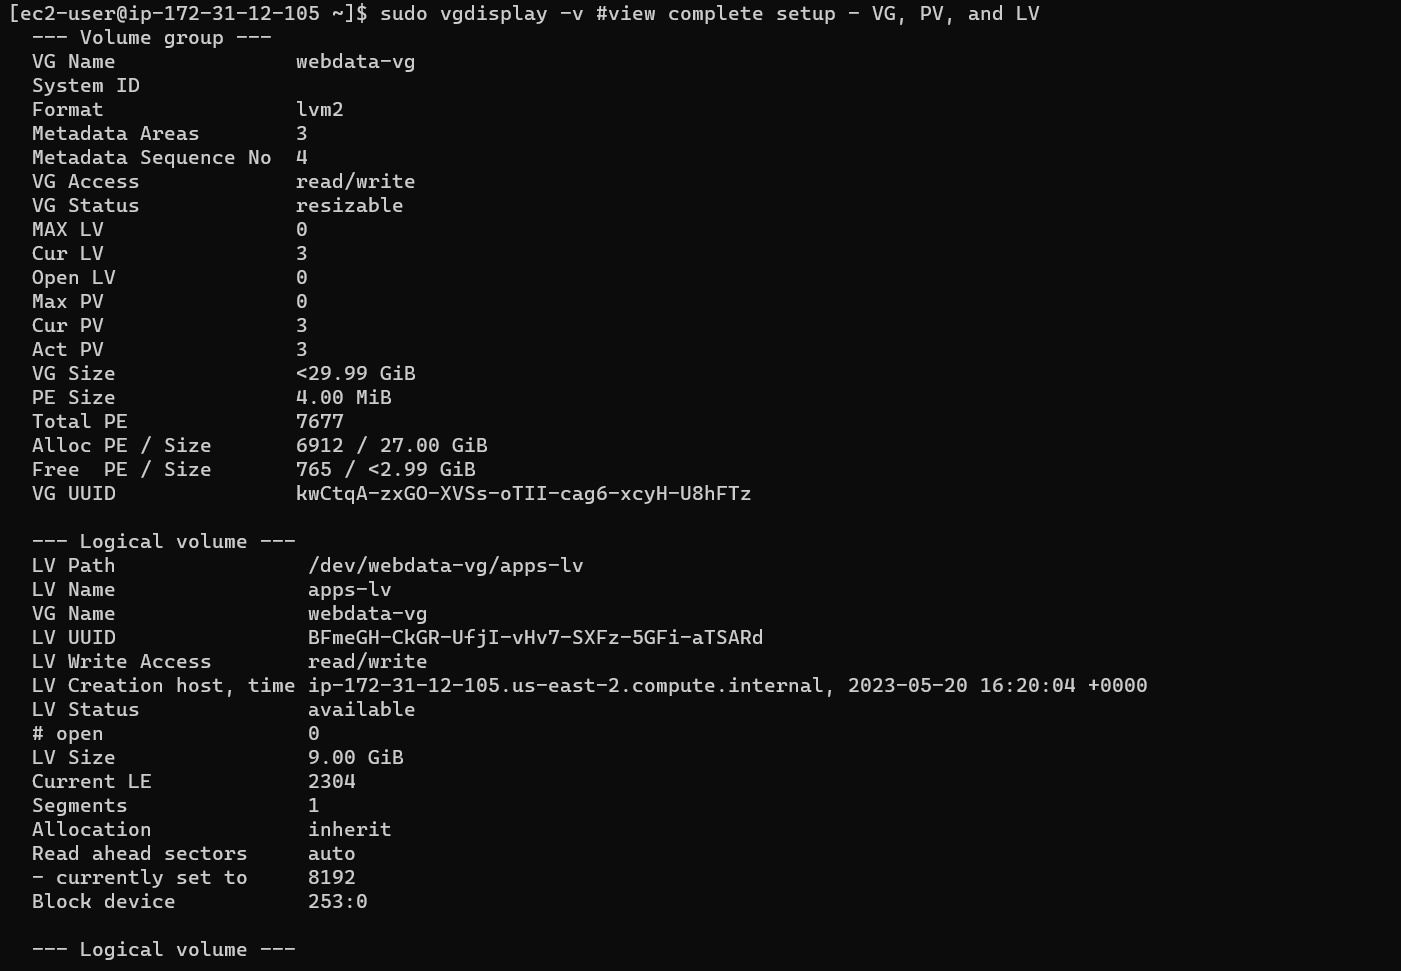 [ec2-user@ip-172-31-12-105 ~]$ sudo vgdisplay -v #view complete setup - VG, PV, and LV
  --- Volume group ---
  VG Name               webdata-vg
  System ID
  Format                lvm2
  Metadata Areas        3
  Metadata Sequence No  4
  VG Access             read/write
  VG Status             resizable
  MAX LV                0
  Cur LV                3
  Open LV               0
  Max PV                0
  Cur PV                3
  Act PV                3
  VG Size               <29.99 GiB
  PE Size               4.00 MiB
  Total PE              7677
  Alloc PE / Size       6912 / 27.00 GiB
  Free  PE / Size       765 / <2.99 GiB
  VG UUID               kwCtqA-zxGO-XVSs-oTII-cag6-xcyH-U8hFTz

  --- Logical volume ---
  LV Path                /dev/webdata-vg/apps-lv
  LV Name                apps-lv
  VG Name                webdata-vg
  LV UUID                BFmeGH-CkGR-UfjI-vHv7-SXFz-5GFi-aTSARd
  LV Write Access        read/write
  LV Creation host, time ip-172-31-12-105.us-east-2.compute.internal, 2023-05-20 16:20:04 +0000
  LV Status              available
  # open                 0
  LV Size                9.00 GiB
  Current LE             2304
  Segments               1
  Allocation             inherit
  Read ahead sectors     auto
  - currently set to     8192
  Block device           253:0

  --- Logical volume ---